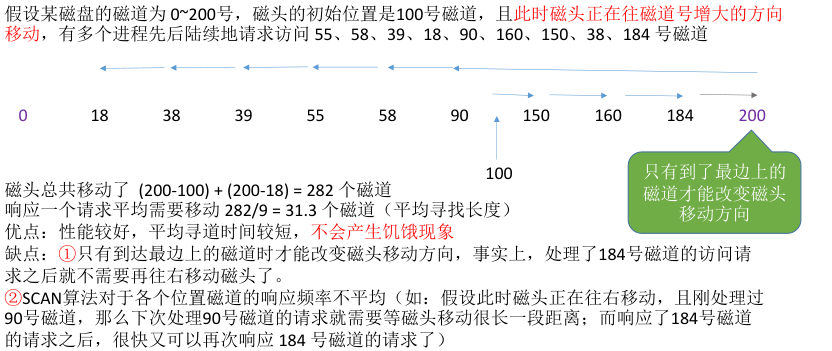 假设某磁盘的磁道为 0~200号，磁头的初始位置是100号磁道，且此时磁头正在往磁道号增大的方向
移动，有多个进程先后陆续地请求访问 55、58、39、18、90、160、150、38、184 号磁道
0 18 38 39 55 58 90 150 160 184 200
100
只有到了最边上的
磁道才能改变磁头
移动方向
磁头总共移动了 (200-100) + (200-18) = 282 个磁道
响应一个请求平均需要移动 282/9 = 31.3 个磁道（平均寻找长度）
优点：性能较好，平均寻道时间较短，不会产生饥饿现象
缺点：①只有到达最边上的磁道时才能改变磁头移动方向，事实上，处理了184号磁道的访问请
求之后就不需要再往右移动磁头了。
②SCAN算法对于各个位置磁道的响应频率不平均（如：假设此时磁头正在往右移动，且刚处理过
90号磁道，那么下次处理90号磁道的请求就需要等磁头移动很长一段距离；而响应了184号磁道
的请求之后，很快又可以再次响应 184 号磁道的请求了）